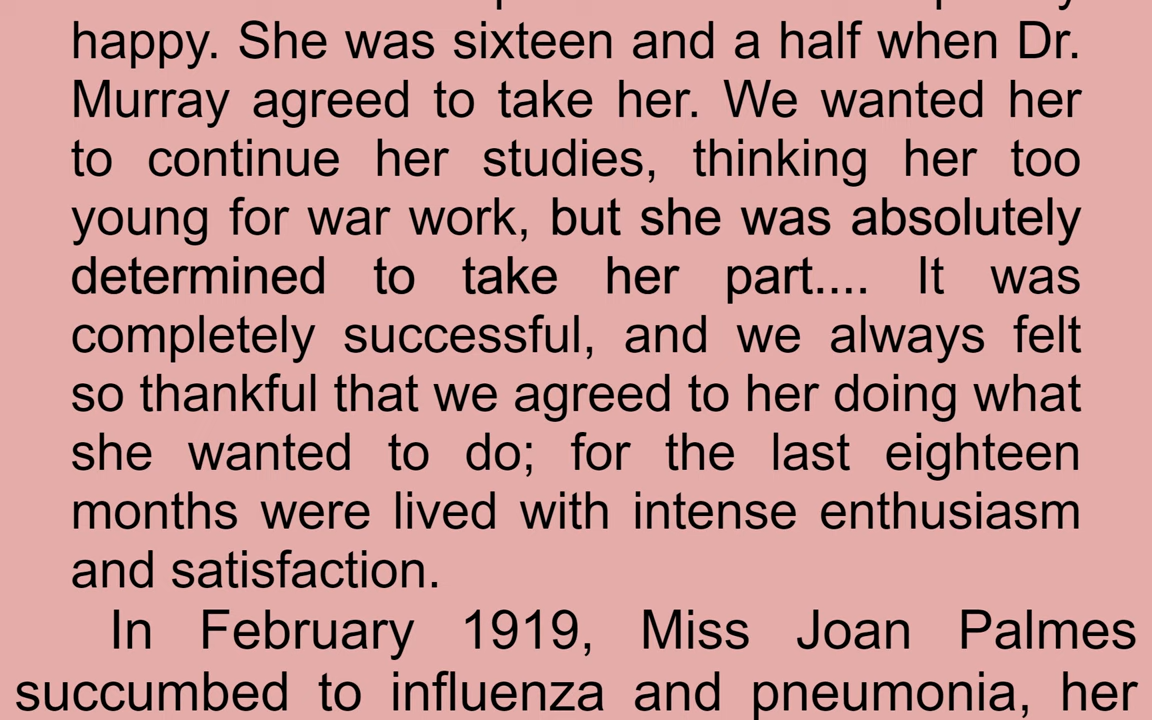 happy. She was sixteen and a half when Dr.
Murray agreed to take her. We wanted her
to continue her studies, thinking her too
young for war work, but she was absolutely
determined to take her part.... It was
completely successful, and we always felt
so thankful that we agreed to her doing what
she wanted to do; for the last eighteen
months were lived with intense enthusiasm
and satisfaction.
In February 1919, Miss Joan Palmes
succumbed to influenza and pneumonia, her